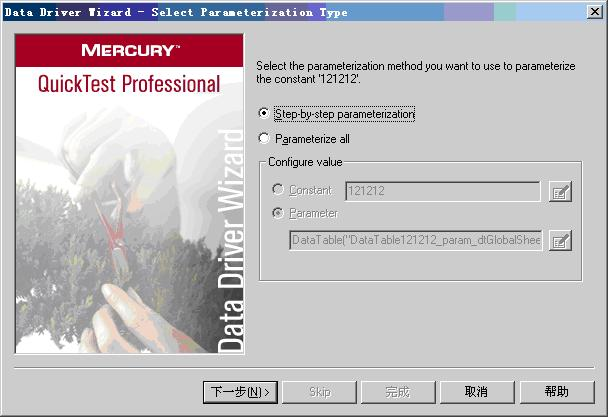 Data Driver Wizard - Select Parameterization Type
MERCURY™
QuickTest Professional
Data Driver Wizard
Select the parameterization method you want to use to parameterize
the constant '121212'.
Step-by-step parameterization
Parameterize all
Configure value
Constant
121212
Parameter
DataTable("DataTable121212_param_dtGlobalShee
下一步(N) >
Skip
完成
取消
帮助